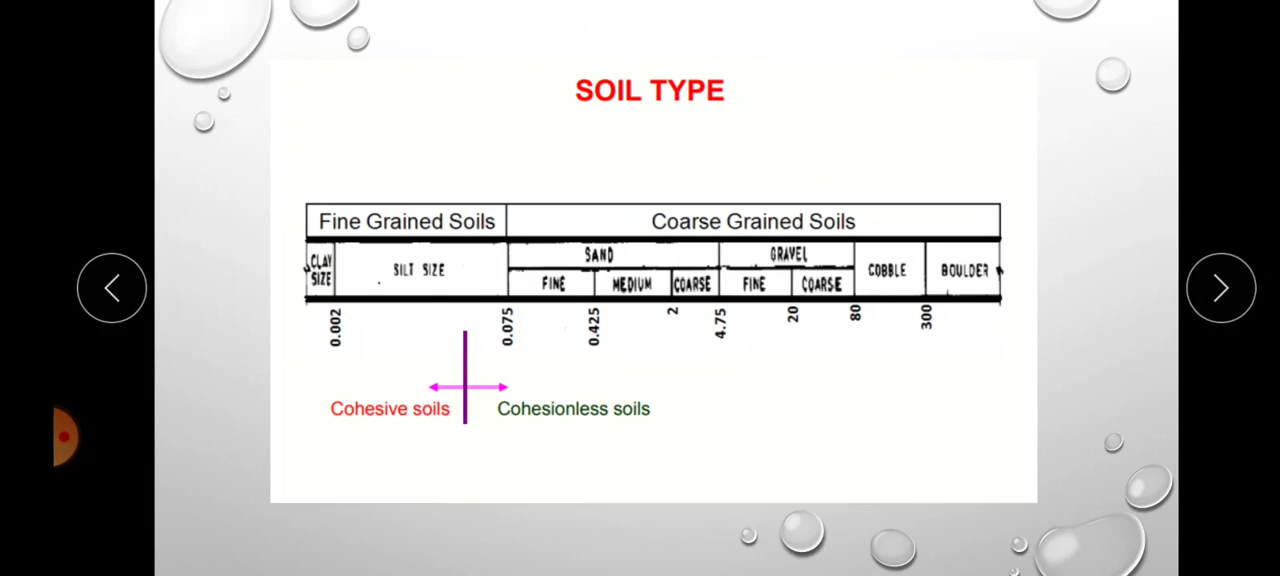 SOIL TYPE
Fine Grained Soils
Coarse Grained Soils
CLAY SIZE
SILT SIZE
SAND
GRAVEL
COBBLE
BOULDER
FINE
MEDIUM
COARSE
FINE
COARSE
0.002
0.075
0.425
2
4.75
20
80
300
Cohesive soils
Cohesionless soils